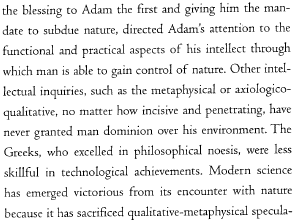 the blessing to Adam the first and giving him the man-
date to subdue nature, directed Adam's attention to the
functional and practical aspects of his intellect through
which man is able to gain control of nature. Other intel-
lectual inquiries, such as the metaphysical or axiologico-
qualitative, no matter how incisive and penetrating, have
never granted man dominion over his environment. The
Greeks, who excelled in philosophical noesis, were less
skillful in technological achievements. Modern science
has emerged victorious from its encounter with nature
because it has sacrificed qualitative-metaphysical specula-